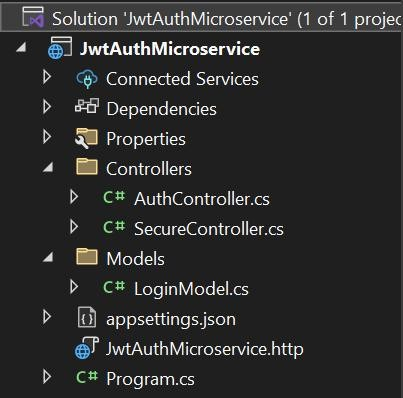 Solution 'JwtAuthMicroservice' (1 of 1 projec
JwtAuthMicroservice
Connected Services
Dependencies
Properties
Controllers
C# AuthController.cs
C# SecureController.cs
Models
C# LoginModel.cs
appsettings.json
JwtAuthMicroservice.http
C# Program.cs